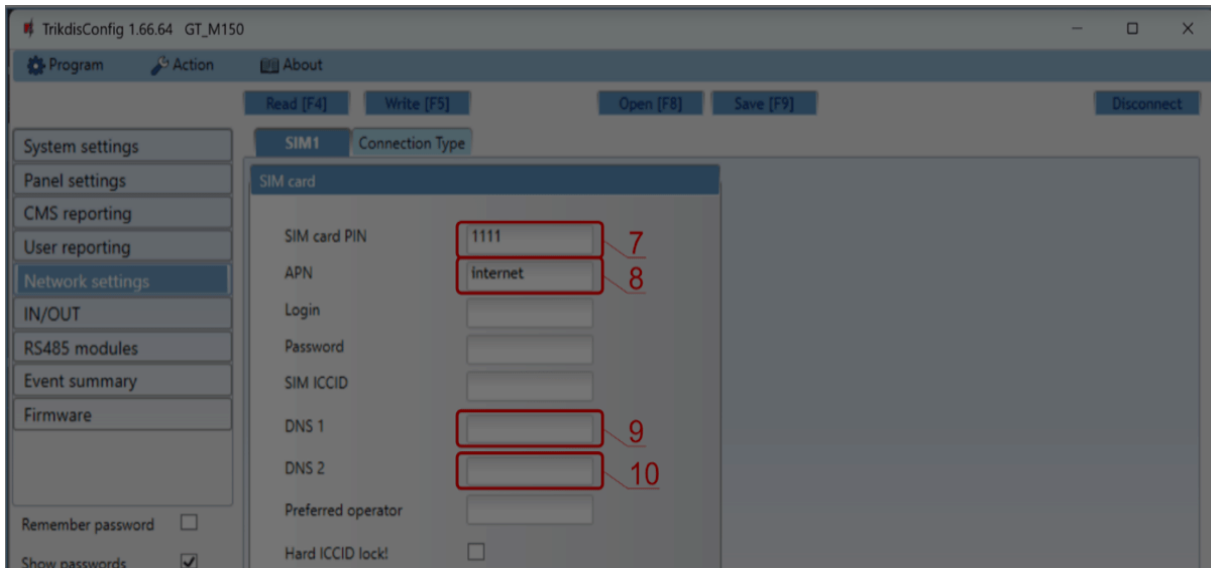 TrikdisConfig 1.66.64 GT_M150
Program Action About
Read [F4] Write [F5] Open [F8] Save [F9] Disconnect
System settings
Panel settings
CMS reporting
User reporting
Network settings
IN/OUT
RS485 modules
Event summary
Firmware
Remember password
Show passwords
SIM1 Connection Type
SIM card
SIM card PIN 1111 7
APN internet 8
Login
Password
SIM ICCID
DNS 1 9
DNS 2 10
Preferred operator
Hard ICCID lock!